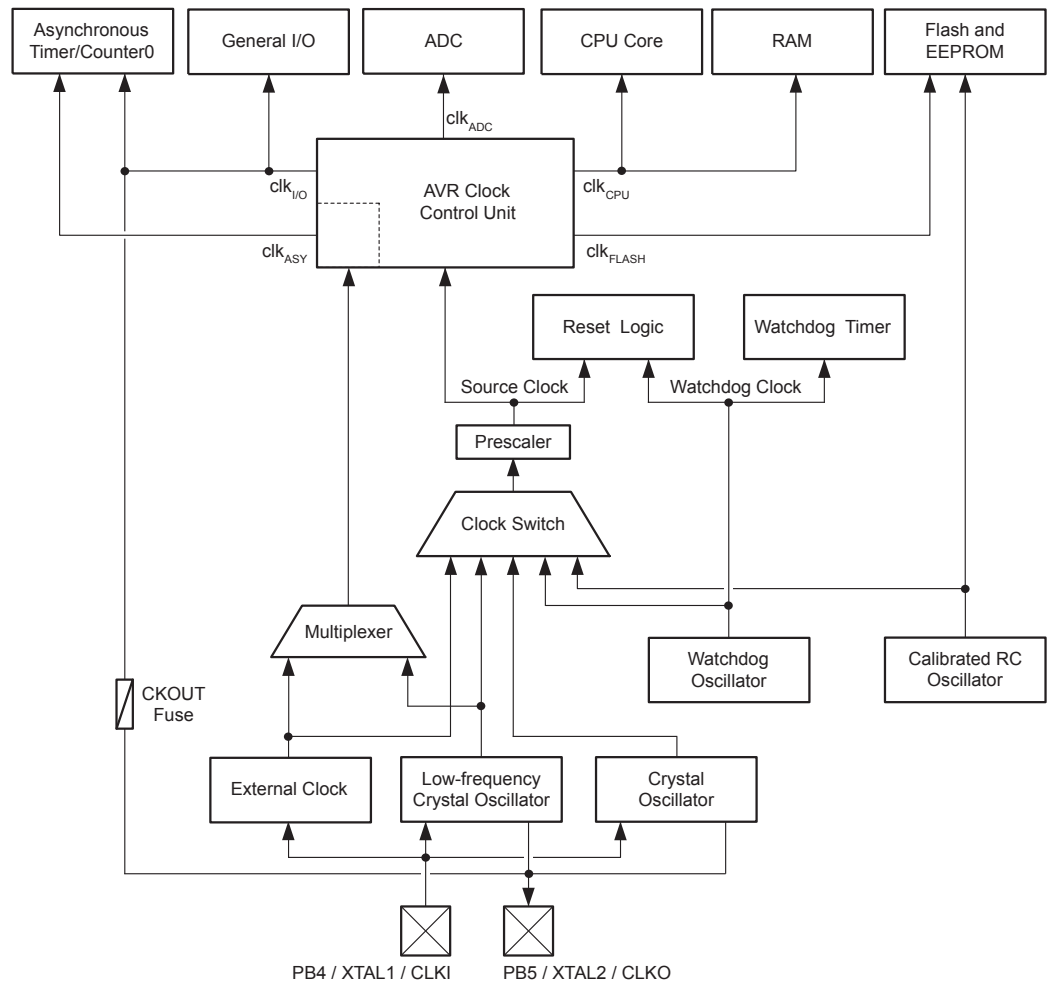 Asynchronous
Timer/Counter0
General I/O
ADC
CPU Core
RAM
Flash and
EEPROM
clkADC
AVR Clock
Control Unit
clkI/O
clkCPU
clkASY
clkFLASH
Reset Logic
Watchdog Timer
Source Clock
Watchdog Clock
Prescaler
Clock Switch
Multiplexer
Watchdog
Oscillator
Calibrated RC
Oscillator
CKOUT
Fuse
External Clock
Low-frequency
Crystal Oscillator
Crystal
Oscillator
PB4 / XTAL1 / CLKI
PB5 / XTAL2 / CLKO